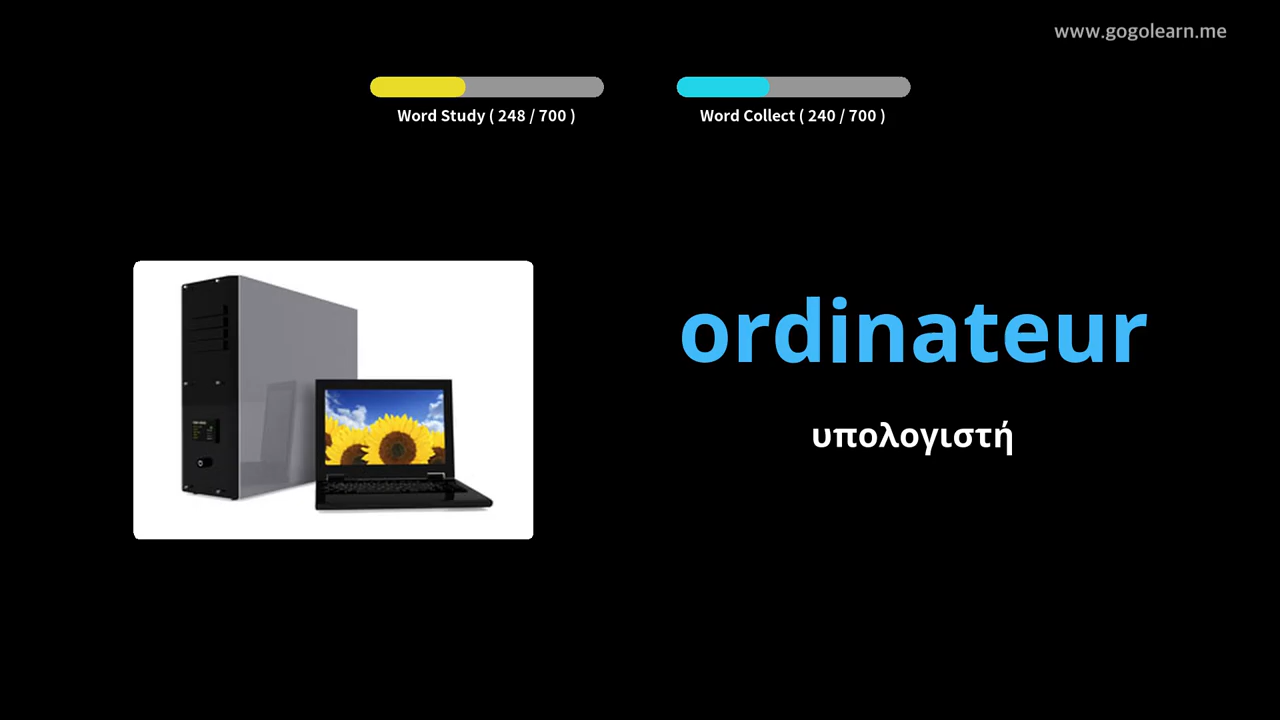 www.gogolearn.me
Word Study ( 248 / 700 )
Word Collect ( 240 / 700 )
ordinateur
υπολογιστή